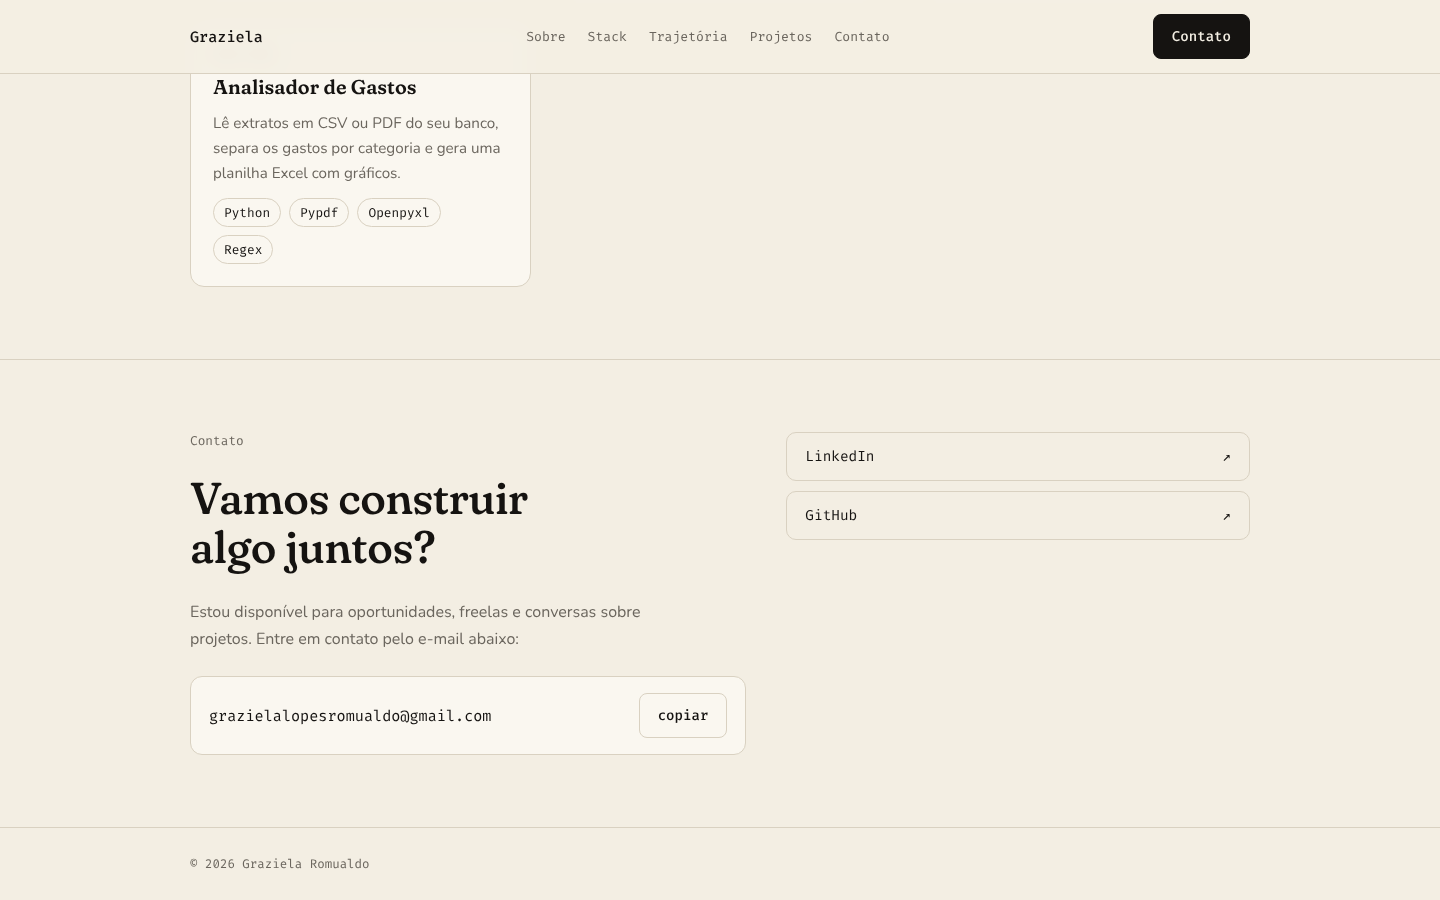 Graziela
Sobre Stack Trajetória Projetos Contato
Contato
Analisador de Gastos
Lê extratos em CSV ou PDF do seu banco,
separa os gastos por categoria e gera uma
planilha Excel com gráficos.
Python Pypdf Openpyxl
Regex
Contato
Vamos construir
algo juntos?
Estou disponível para oportunidades, freelas e conversas sobre
projetos. Entre em contato pelo e-mail abaixo:
grazielalopesromualdo@gmail.com copiar
LinkedIn ↗
GitHub ↗
© 2026 Graziela Romualdo